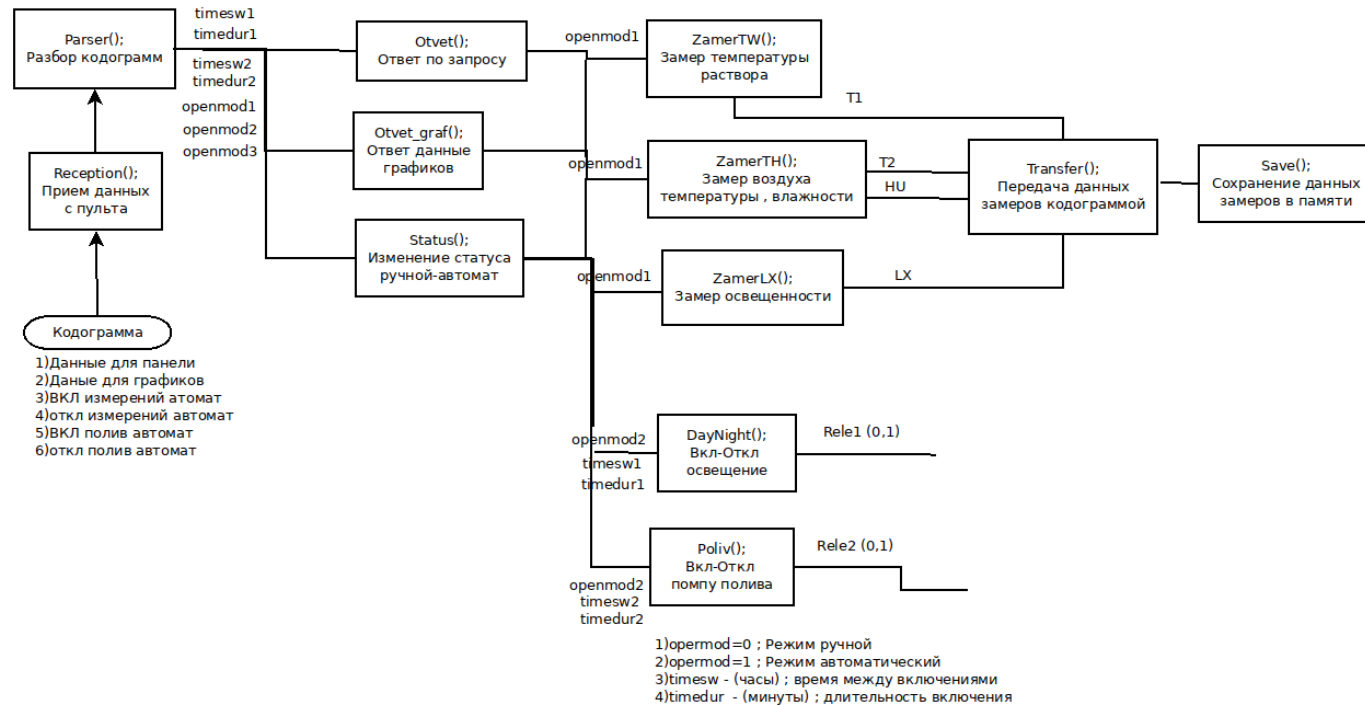 Parser();
Разбор кодограмм
Reception();
Прием данных
с пульта
Кодограмма
1)Данные для панели
2)Даные для графиков
3)ВКЛ измерений атомат
4)откл измерений автомат
5)ВКЛ полив автомат
6)откл полив автомат
timesw1
timedur1
timesw2
timedur2
openmod1
openmod2
openmod3
Otvet();
Ответ по запросу
Otvet_graf();
Ответ данные
графиков
Status();
Изменение статуса
ручной-автомат
openmod1
ZamerTW();
Замер температуры
раствора
T1
openmod1
ZamerTH();
Замер воздуха
температуры , влажности
T2
HU
openmod1
ZamerLX();
Замер освещенности
LX
Transfer();
Передача данных
замеров кодограммой
Save();
Сохранение данных
замеров в памяти
openmod2
timesw1
timedur1
DayNight();
Вкл-Откл
освещение
Rele1 (0,1)
openmod2
timesw2
timedur2
Poliv();
Вкл-Откл
помпу полива
Rele2 (0,1)
1)opermod=0 ; Режим ручной
2)opermod=1 ; Режим автоматический
3)timesw - (часы) ; время между включениями
4)timedur - (минуты) ; длительность включения